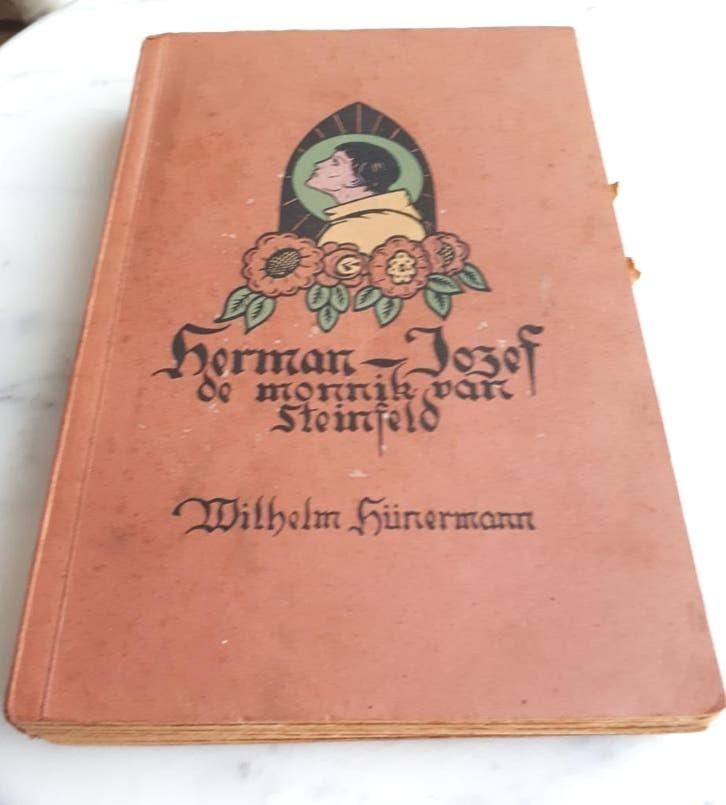 Herman-Jozef
de monnik van
Steinfeld
Wilhelm Hünermann